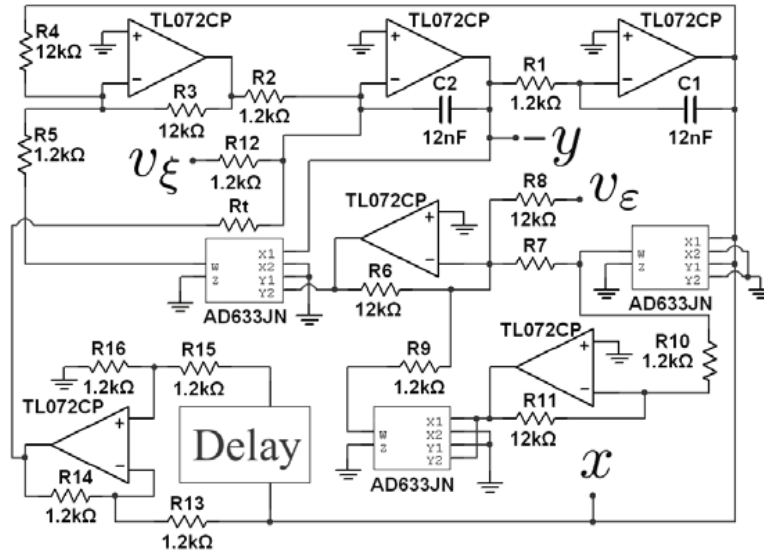 TL072CP
TL072CP
TL072CP
R4
12kΩ
R3
12kΩ
R2
1.2kΩ
R1
1.2kΩ
C2
12nF
C1
12nF
R5
1.2kΩ
R12
1.2kΩ
vξ
−y
Rt
TL072CP
R8
12kΩ
vε
R7
W
Z
X1
X2
Y1
Y2
AD633JN
R6
12kΩ
W
Z
X1
X2
Y1
Y2
AD633JN
R16
1.2kΩ
R15
1.2kΩ
R9
1.2kΩ
TL072CP
R10
1.2kΩ
R11
12kΩ
TL072CP
Delay
W
Z
X1
X2
Y1
Y2
AD633JN
R14
1.2kΩ
R13
1.2kΩ
x